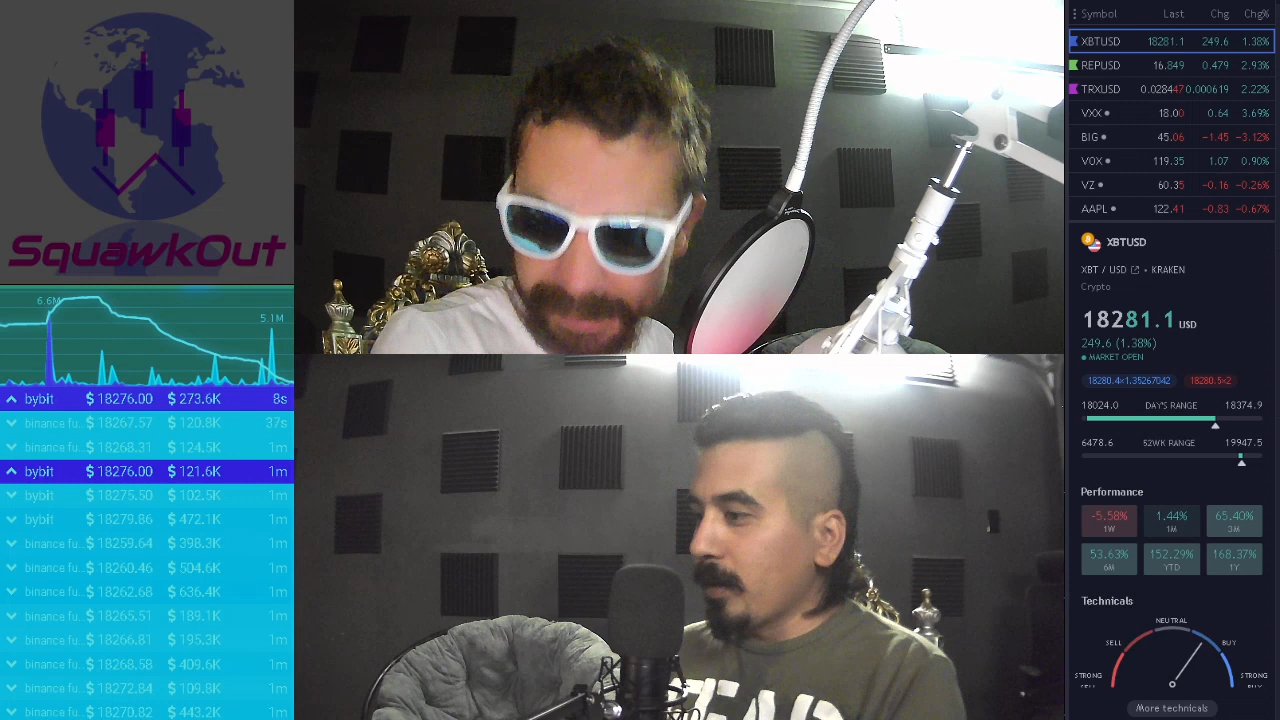 SquawkOut
6.6M
5.1M
bybit $ 18276.00 $ 273.6K 8s
binance fu.. $ 18267.57 $ 120.8K 37s
binance fu.. $ 18268.31 $ 124.5K 1m
bybit $ 18276.00 $ 121.6K 1m
bybit $ 18275.50 $ 102.5K 1m
bybit $ 18279.86 $ 472.1K 1m
binance fu.. $ 18259.64 $ 398.3K 1m
binance fu.. $ 18260.46 $ 504.6K 1m
binance fu.. $ 18262.68 $ 636.4K 1m
binance fu.. $ 18265.51 $ 189.1K 1m
binance fu.. $ 18266.81 $ 195.3K 1m
binance fu.. $ 18268.58 $ 409.6K 1m
binance fu.. $ 18272.84 $ 109.8K 1m
binance fu.. $ 18270.82 $ 443.2K 1m
Symbol Last Chg Chg%
XBTUSD 18281.1 249.6 1.38%
REPUSD 16.849 0.479 2.93%
TRXUSD 0.028447 0.000619 2.22%
VXX 18.00 0.64 3.69%
BIG 45.06 −1.45 −3.12%
VOX 119.35 1.07 0.90%
VZ 60.35 −0.16 −0.26%
AAPL 122.41 −0.83 −0.67%
XBTUSD
XBT / USD • KRAKEN
Crypto
18281.1 USD
249.6 (1.38%)
MARKET OPEN
18280.4×1.35267042 18280.5×2
18024.0 DAY'S RANGE 18374.9
6478.6 52WK RANGE 19947.5
Performance
-5.58% 1.44% 65.40%
1W 1M 3M
53.63% 152.29% 168.37%
6M YTD 1Y
Technicals
NEUTRAL
SELL BUY
STRONG STRONG
More technicals